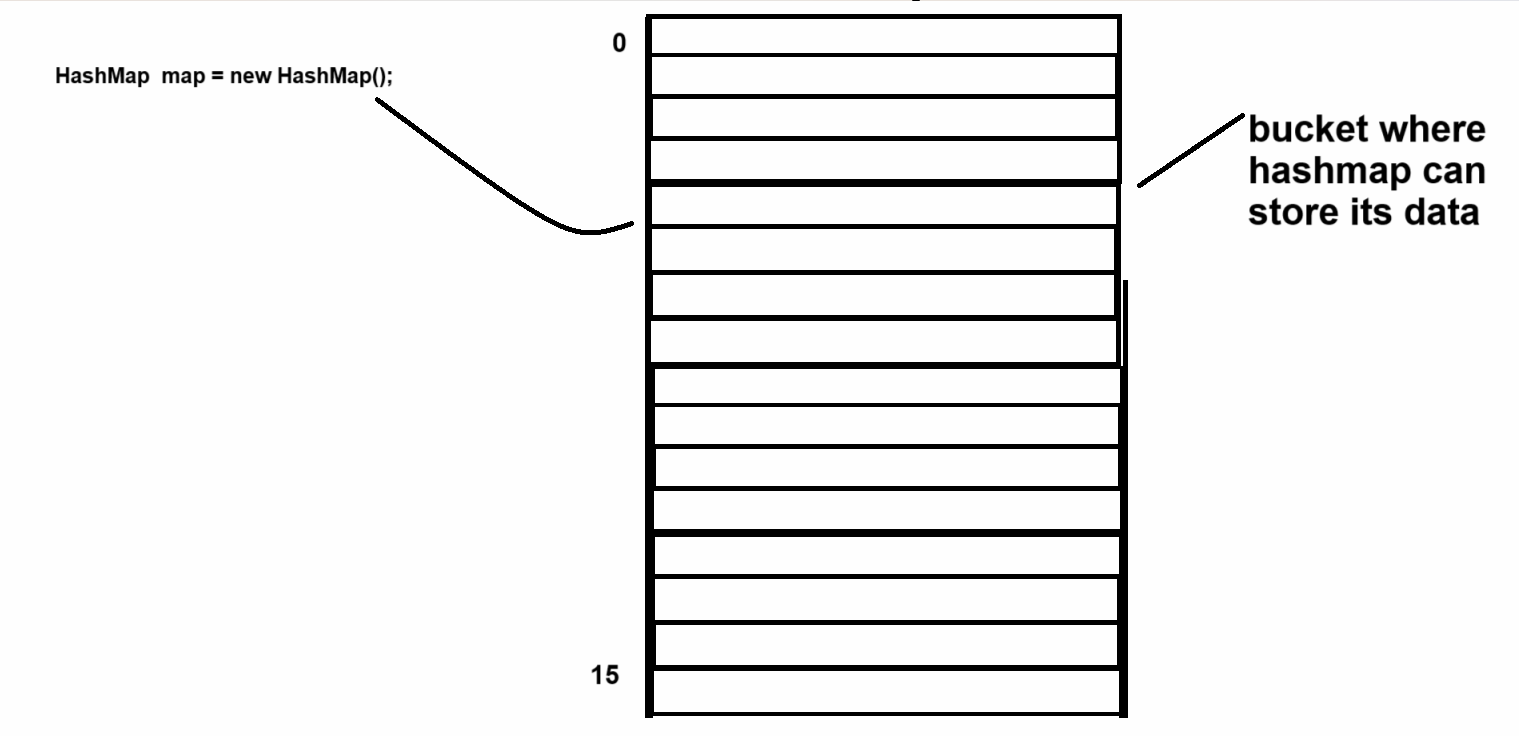 0
HashMap  map = new HashMap();
bucket where
hashmap can
store its data
15